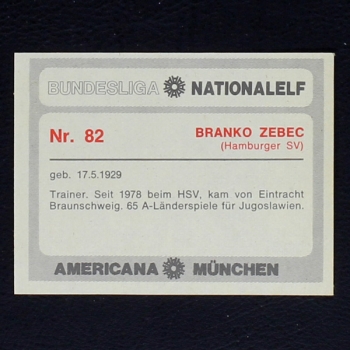 BUNDESLIGA NATIONALELF
Nr. 82 BRANKO ZEBEC
(Hamburger SV)
geb. 17.5.1929
Trainer. Seit 1978 beim HSV, kam von Eintracht
Braunschweig. 65 A-Länderspiele für Jugoslawien.
AMERICANA MÜNCHEN